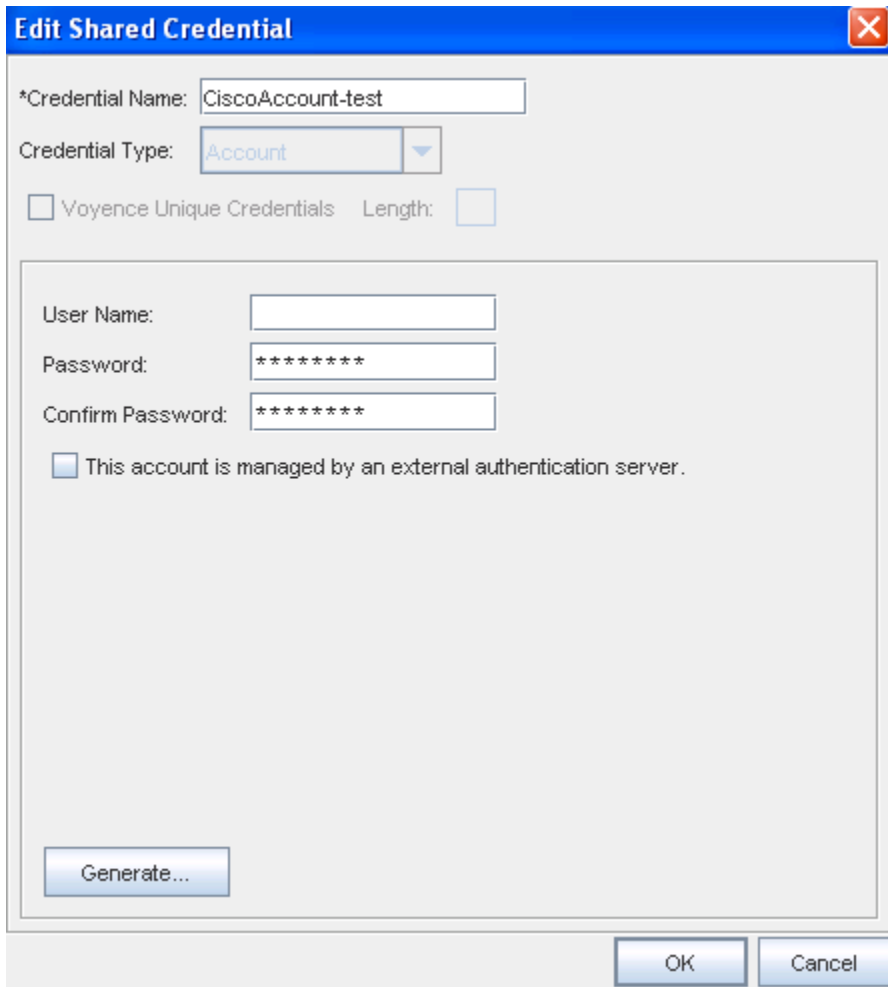 Edit Shared Credential
*Credential Name: CiscoAccount-test
Credential Type: Account
Voyence Unique Credentials Length:
User Name:
Password: ********
Confirm Password: ********
This account is managed by an external authentication server.
Generate...
OK Cancel